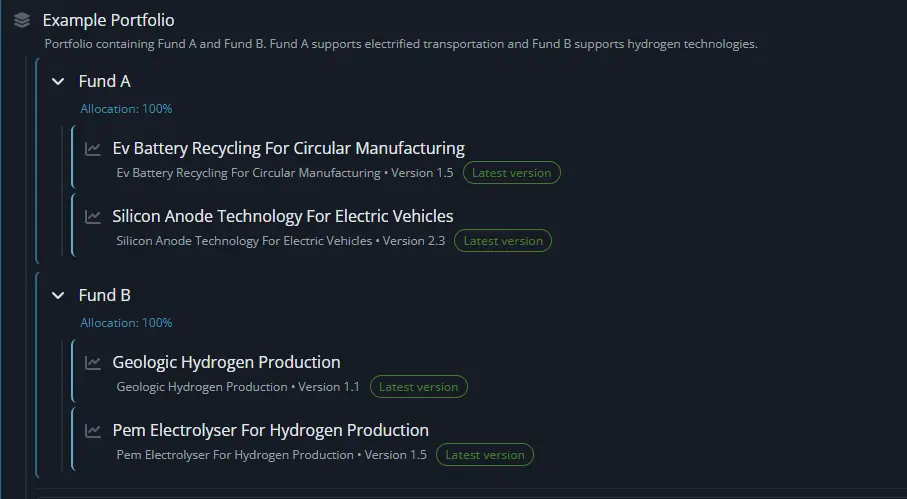 Example Portfolio
Portfolio containing Fund A and Fund B. Fund A supports electrified transportation and Fund B supports hydrogen technologies.
Fund A
Allocation: 100%
Ev Battery Recycling For Circular Manufacturing
Ev Battery Recycling For Circular Manufacturing • Version 1.5 Latest version
Silicon Anode Technology For Electric Vehicles
Silicon Anode Technology For Electric Vehicles • Version 2.3 Latest version
Fund B
Allocation: 100%
Geologic Hydrogen Production
Geologic Hydrogen Production • Version 1.1 Latest version
Pem Electrolyser For Hydrogen Production
Pem Electrolyser For Hydrogen Production • Version 1.5 Latest version